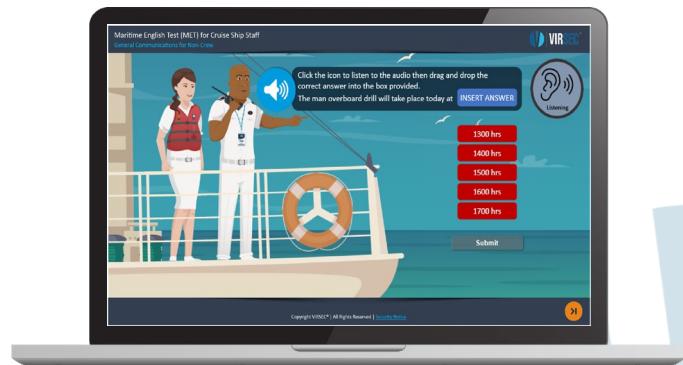 Maritime English Test (MET) for Cruise Ship Staff
General Communications for Non-Crew
VIRSEC®
Click the icon to listen to the audio then drag and drop the
correct answer into the box provided.
The man overboard drill will take place today at INSERT ANSWER
Listening
1300 hrs
1400 hrs
1500 hrs
1600 hrs
1700 hrs
Submit
Copyright VIRSEC® | All Rights Reserved | Security Notice